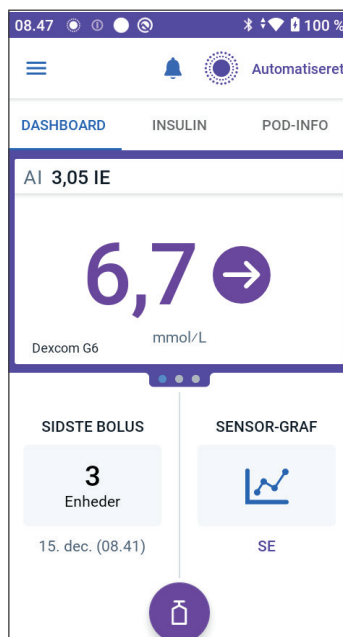 08.47 100 %
Automatiseret
DASHBOARD INSULIN POD-INFO
AI 3,05 IE
6,7
mmol/L
Dexcom G6
SIDSTE BOLUS
3
Enheder
15. dec. (08.41)
SENSOR-GRAF
SE